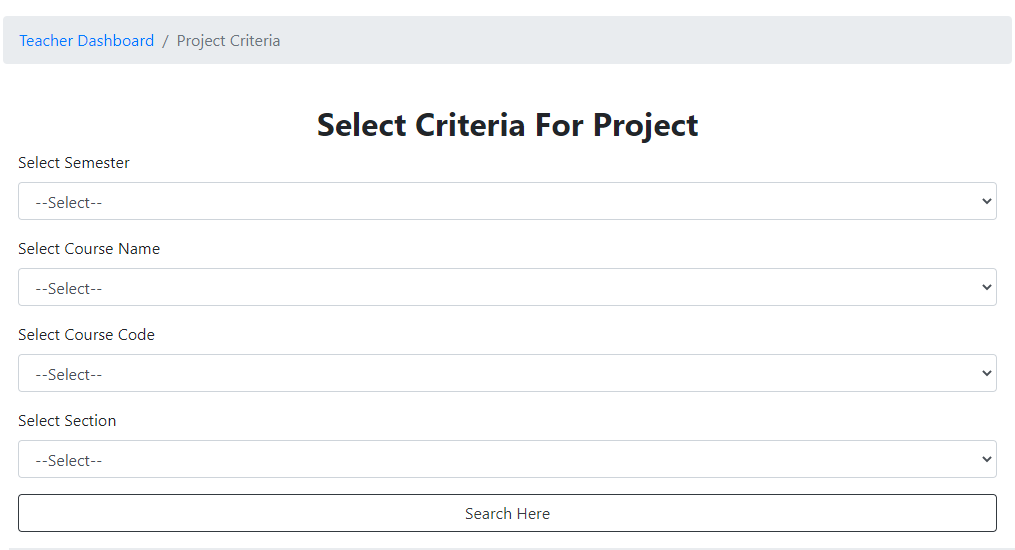 Teacher Dashboard / Project Criteria
Select Criteria For Project
Select Semester
--Select--
Select Course Name
--Select--
Select Course Code
--Select--
Select Section
--Select--
Search Here